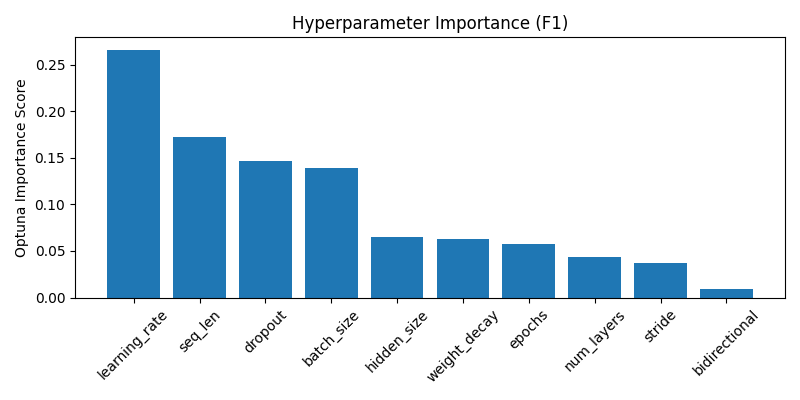 Hyperparameter Importance (F1)
Optuna Importance Score
0.25
0.20
0.15
0.10
0.05
0.00
learning_rate
seq_len
dropout
batch_size
hidden_size
weight_decay
epochs
num_layers
stride
bidirectional